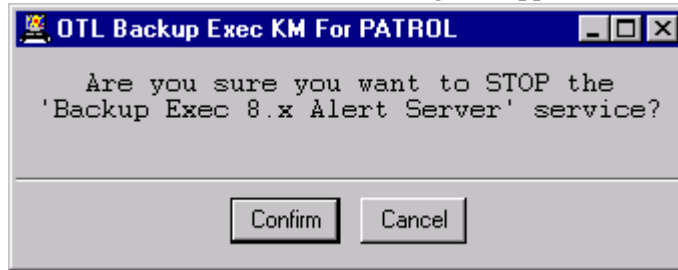 OTL Backup Exec KM For PATROL
Are you sure you want to STOP the
'Backup Exec 8.x Alert Server' service?
Confirm
Cancel